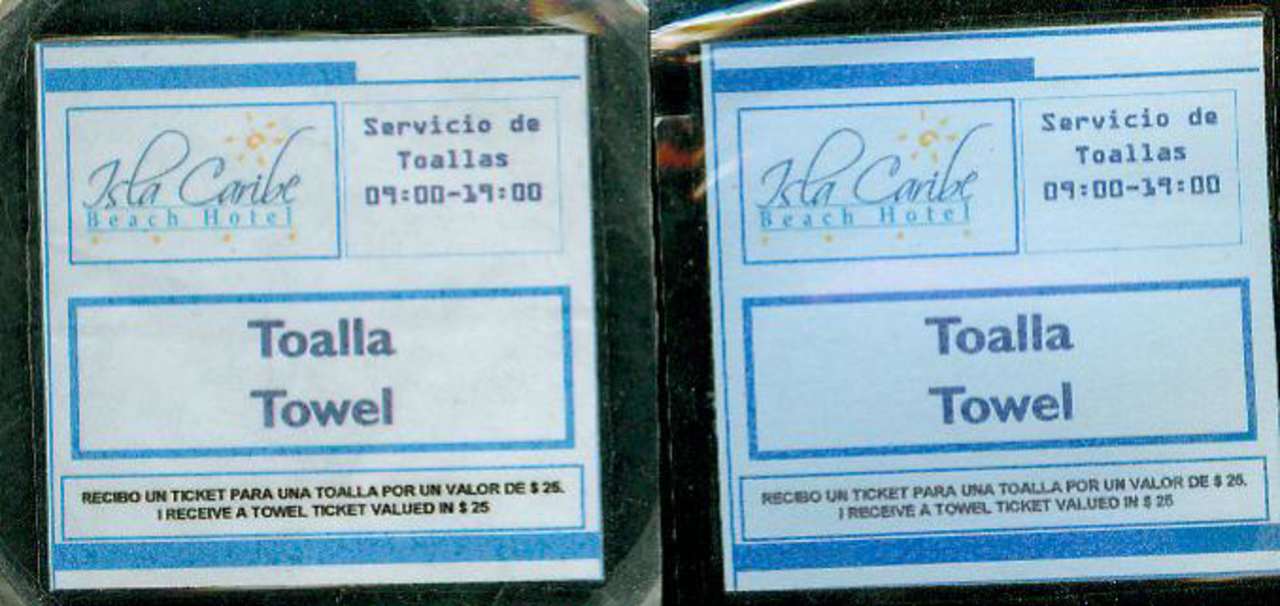 Isla Caribe
Beach Hotel
Servicio de
Toallas
09:00-19:00
Toalla
Towel
RECIBO UN TICKET PARA UNA TOALLA POR UN VALOR DE $ 25.
I RECEIVE A TOWEL TICKET VALUED IN $ 25
Isla Caribe
Beach Hotel
Servicio de
Toallas
09:00-19:00
Toalla
Towel
RECIBO UN TICKET PARA UNA TOALLA POR UN VALOR DE $ 25.
I RECEIVE A TOWEL TICKET VALUED IN $ 25